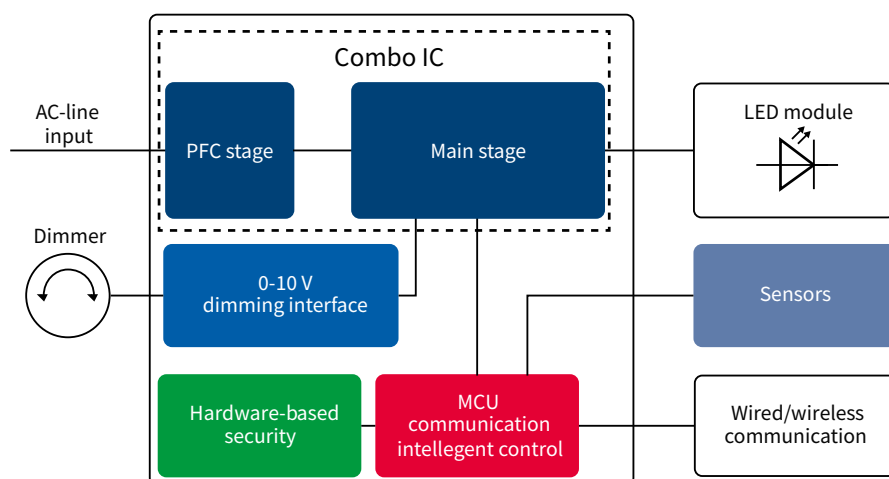 Combo IC
AC-line
input
PFC stage
Main stage
LED module
Dimmer
0-10 V
dimming interface
Sensors
Hardware-based
security
MCU
communication
intellegent control
Wired/wireless
communication